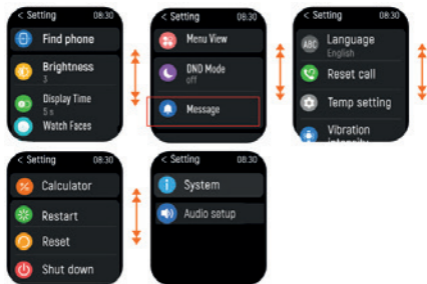 < Setting 08:30
Find phone
Brightness
3
Display Time
5 s
Watch Faces
< Setting 08:30
Menu View
DND Mode
off
Message
< Setting 08:30
ABC
Language
English
Reset call
Temp setting
Vibration
intensity
< Setting 08:30
Calculator
Restart
Reset
Shut down
< Setting 08:30
System
Audio setup